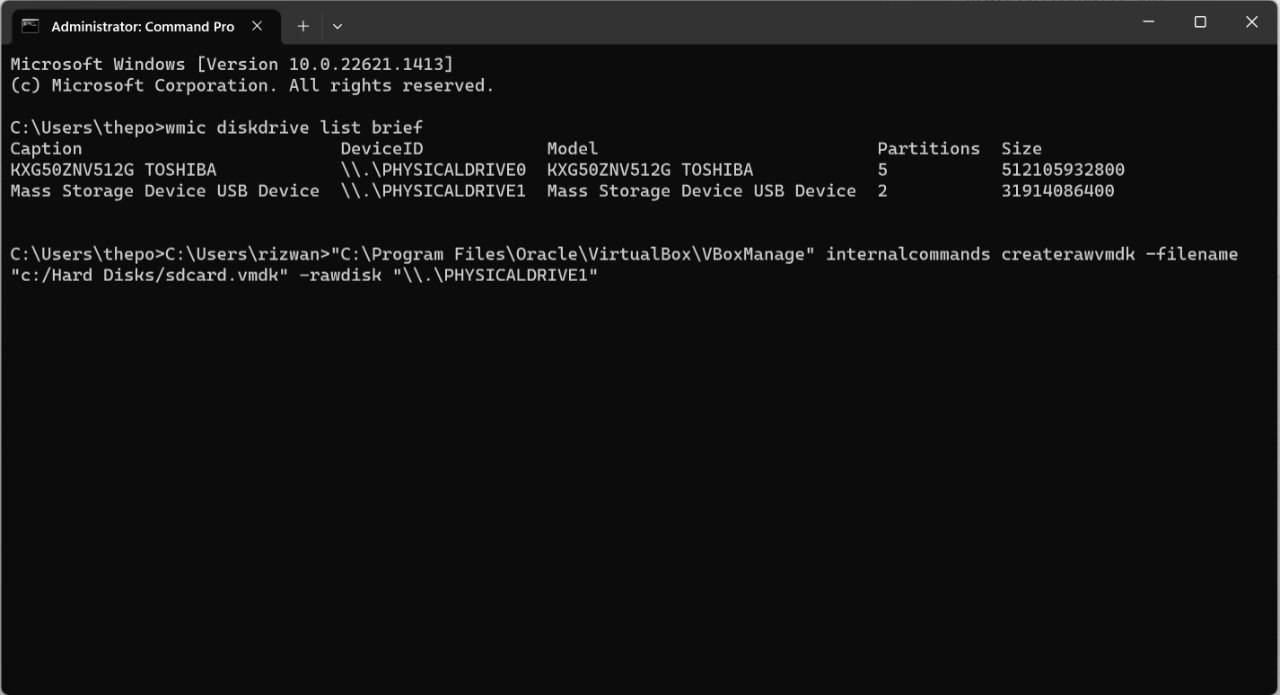 Administrator: Command Pro
Microsoft Windows [Version 10.0.22621.1413]
(c) Microsoft Corporation. All rights reserved.
C:\Users\thepo>wmic diskdrive list brief
Caption DeviceID Model Partitions Size
KXG50ZNV512G TOSHIBA \\.\PHYSICALDRIVE0 KXG50ZNV512G TOSHIBA 5 512105932800
Mass Storage Device USB Device \\.\PHYSICALDRIVE1 Mass Storage Device USB Device 2 31914086400
C:\Users\thepo>C:\Users\rizwan>"C:\Program Files\Oracle\VirtualBox\VBoxManage" internalcommands createrawvmdk -filename
"c:/Hard Disks/sdcard.vmdk" -rawdisk "\\.\PHYSICALDRIVE1"